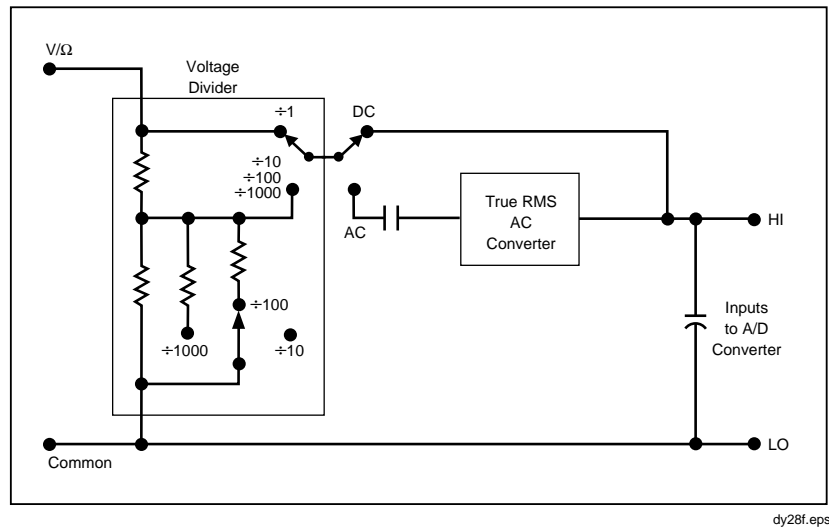 V/Ω
Voltage
Divider
÷1
DC
÷10
÷100
÷1000
AC
True RMS
AC
Converter
HI
÷100
÷1000
÷10
Inputs
to A/D
Converter
Common
LO
dy28f.eps